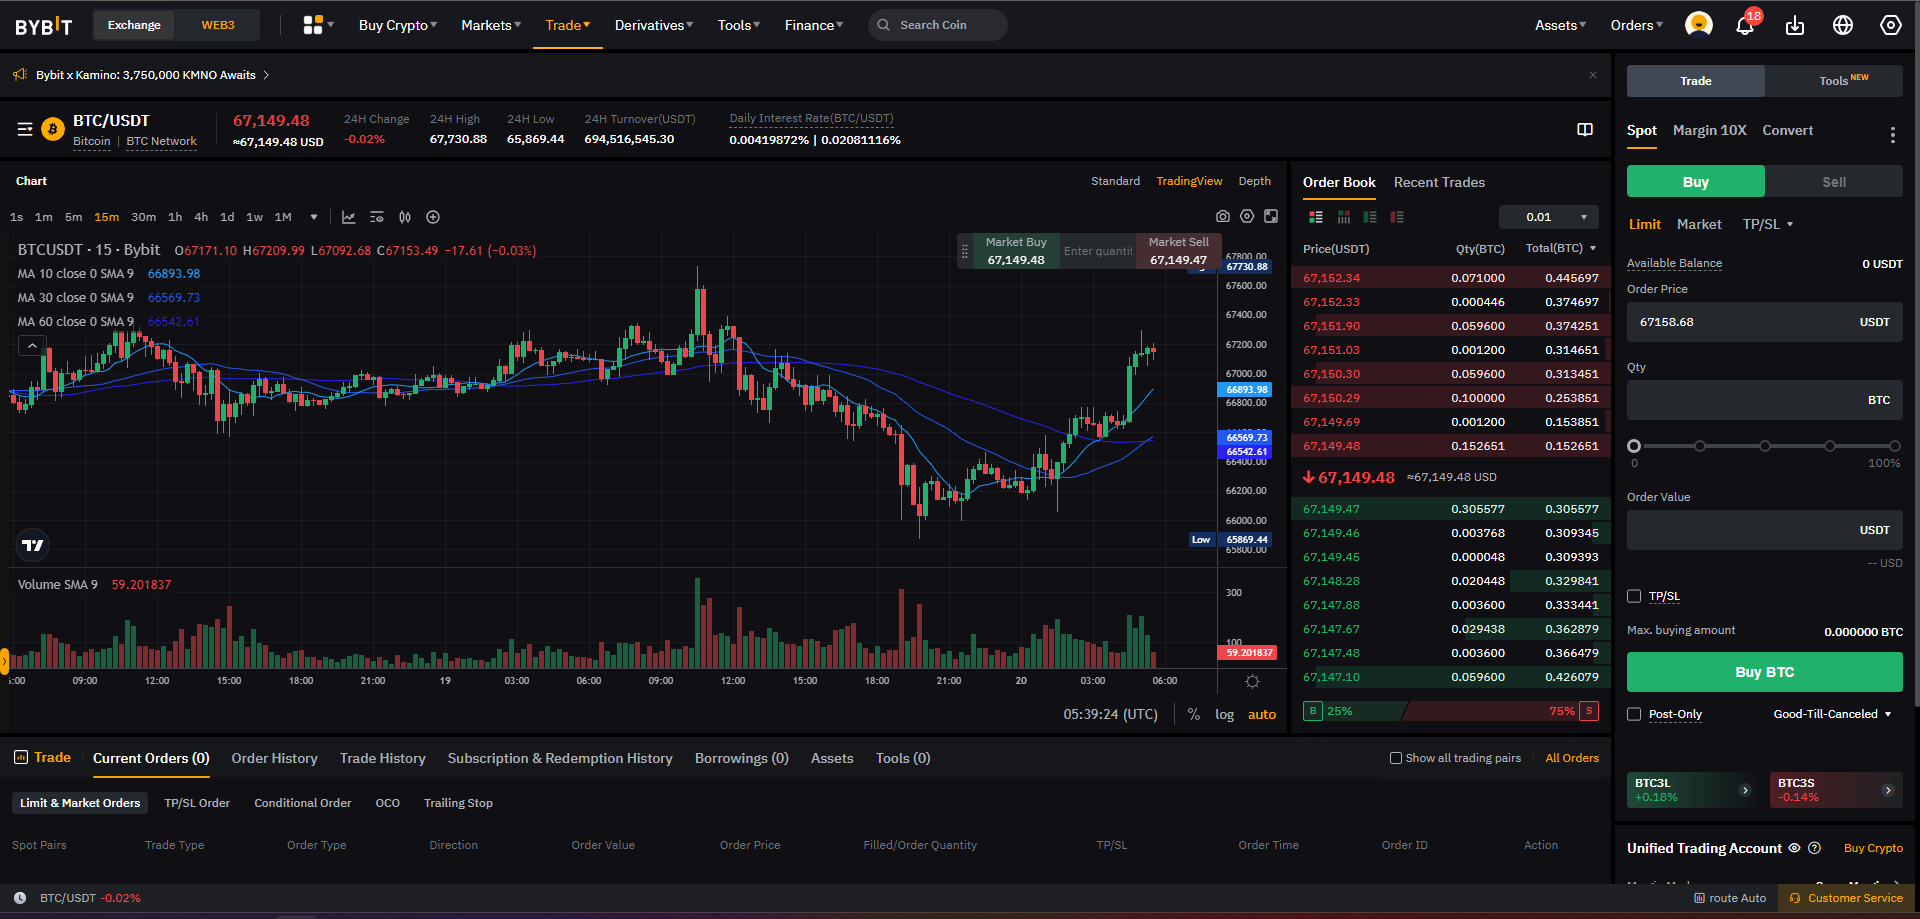 BYBIT Exchange WEB3 Buy Crypto Markets Trade Derivatives Tools Finance Search Coin Assets Orders 18
Bybit x Kamino: 3,750,000 KMNO Awaits
BTC/USDT
Bitcoin | BTC Network
67,149.48
≈67,149.48 USD
24H Change
-0.02%
24H High
67,730.88
24H Low
65,869.44
24H Turnover(USDT)
694,516,545.30
Daily Interest Rate(BTC/USDT)
0.00419872% | 0.02081116%
Chart
Standard TradingView Depth
1s 1m 5m 15m 30m 1h 4h 1d 1w 1M
BTCUSDT · 15 · Bybit O67171.10 H67209.99 L67092.68 C67153.49 −17.61 (−0.03%)
MA 10 close 0 SMA 9 66893.98
MA 30 close 0 SMA 9 66569.73
MA 60 close 0 SMA 9 66542.61
Market Buy
67,149.48
Enter quantit
Market Sell
67,149.47
67800.00
67730.88
67600.00
67400.00
67200.00
67000.00
66893.98
66800.00
66569.73
66542.61
66400.00
66200.00
66000.00
Low 65869.44
65800.00
Volume SMA 9 59.201837
300
100
59.201837
:00 09:00 12:00 15:00 18:00 21:00 19 03:00 06:00 09:00 12:00 15:00 18:00 21:00 20 03:00 06:00
05:39:24 (UTC) % log auto
Order Book Recent Trades
0.01
Price(USDT) Qty(BTC) Total(BTC)
67,152.34 0.071000 0.445697
67,152.33 0.000446 0.374697
67,151.90 0.059600 0.374251
67,151.03 0.001200 0.314651
67,150.30 0.059600 0.313451
67,150.29 0.100000 0.253851
67,149.69 0.001200 0.153851
67,149.48 0.152651 0.152651
67,149.48 ≈67,149.48 USD
67,149.47 0.305577 0.305577
67,149.46 0.003768 0.309345
67,149.45 0.000048 0.309393
67,148.28 0.020448 0.329841
67,147.88 0.003600 0.333441
67,147.67 0.029438 0.362879
67,147.48 0.003600 0.366479
67,147.10 0.059600 0.426079
B 25% 75% S
Trade Tools NEW
Spot Margin 10X Convert
Buy Sell
Limit Market TP/SL
Available Balance 0 USDT
Order Price
67158.68 USDT
Qty
BTC
0 100%
Order Value
USDT
-- USD
TP/SL
Max. buying amount 0.000000 BTC
Buy BTC
Post-Only Good-Till-Canceled
BTC3L
+0.18%
BTC3S
-0.14%
Unified Trading Account Buy Crypto
Trade Current Orders (0) Order History Trade History Subscription & Redemption History Borrowings (0) Assets Tools (0) Show all trading pairs All Orders
Limit & Market Orders TP/SL Order Conditional Order OCO Trailing Stop
Spot Pairs Trade Type Order Type Direction Order Value Order Price Filled/Order Quantity TP/SL Order Time Order ID Action
BTC/USDT -0.02% route Auto Customer Service